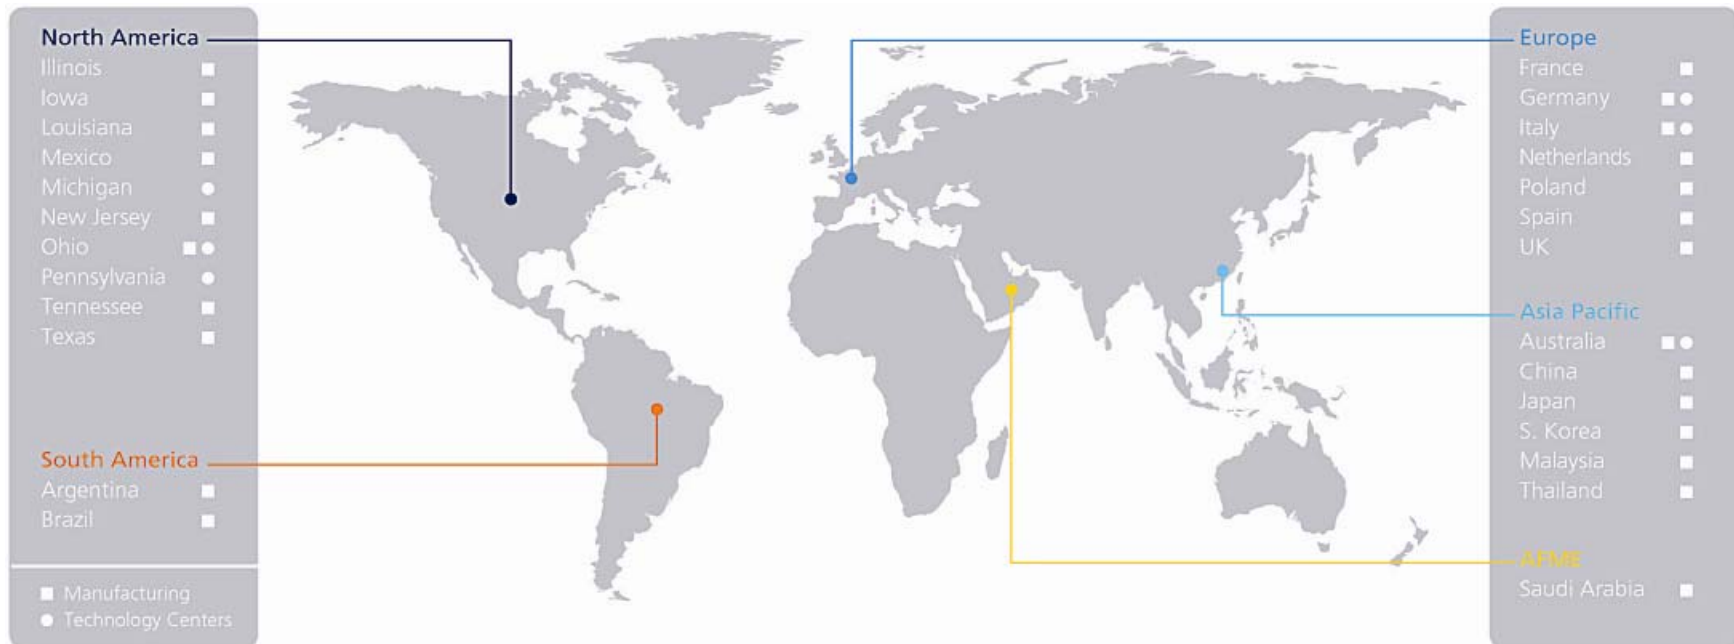 North America
Illinois
Iowa
Louisiana
Mexico
Michigan
New Jersey
Ohio
Pennsylvania
Tennessee
Texas
South America
Argentina
Brazil
Manufacturing
Technology Centers
Europe
France
Germany
Italy
Netherlands
Poland
Spain
UK
Asia Pacific
Australia
China
Japan
S. Korea
Malaysia
Thailand
AFME
Saudi Arabia